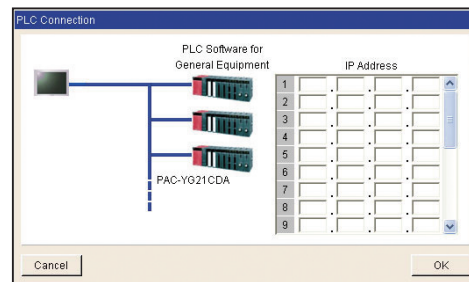 PLC Connection
PLC Software for
General Equipment
IP Address
1
2
3
4
5
6
7
8
9
PAC-YG21CDA
Cancel
OK